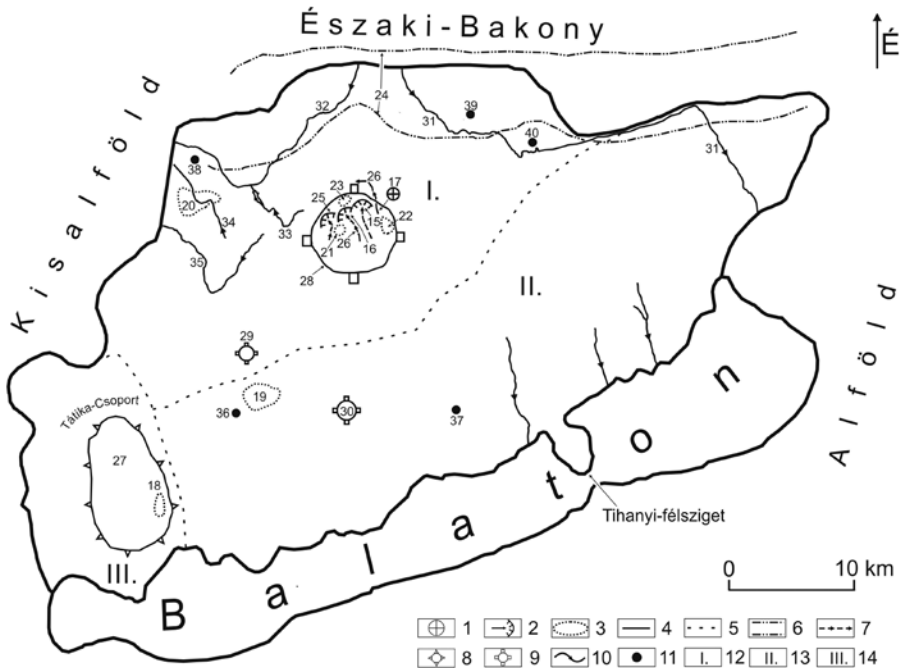 Északi-Bakony
É
Kisalföld
24
32
39
31
40
31
38
I.
26
17
23
25
20
22
15
34
33
21
26
16
35
28
II.
29
Alföld
Tátika-Csoport
19
36
30
37
27
18
Tihanyi-félsziget
III.
Balaton
0 10 km
1 2 3 4 5 6 7
8 9 10 11 I. 12 II. 13 III. 14